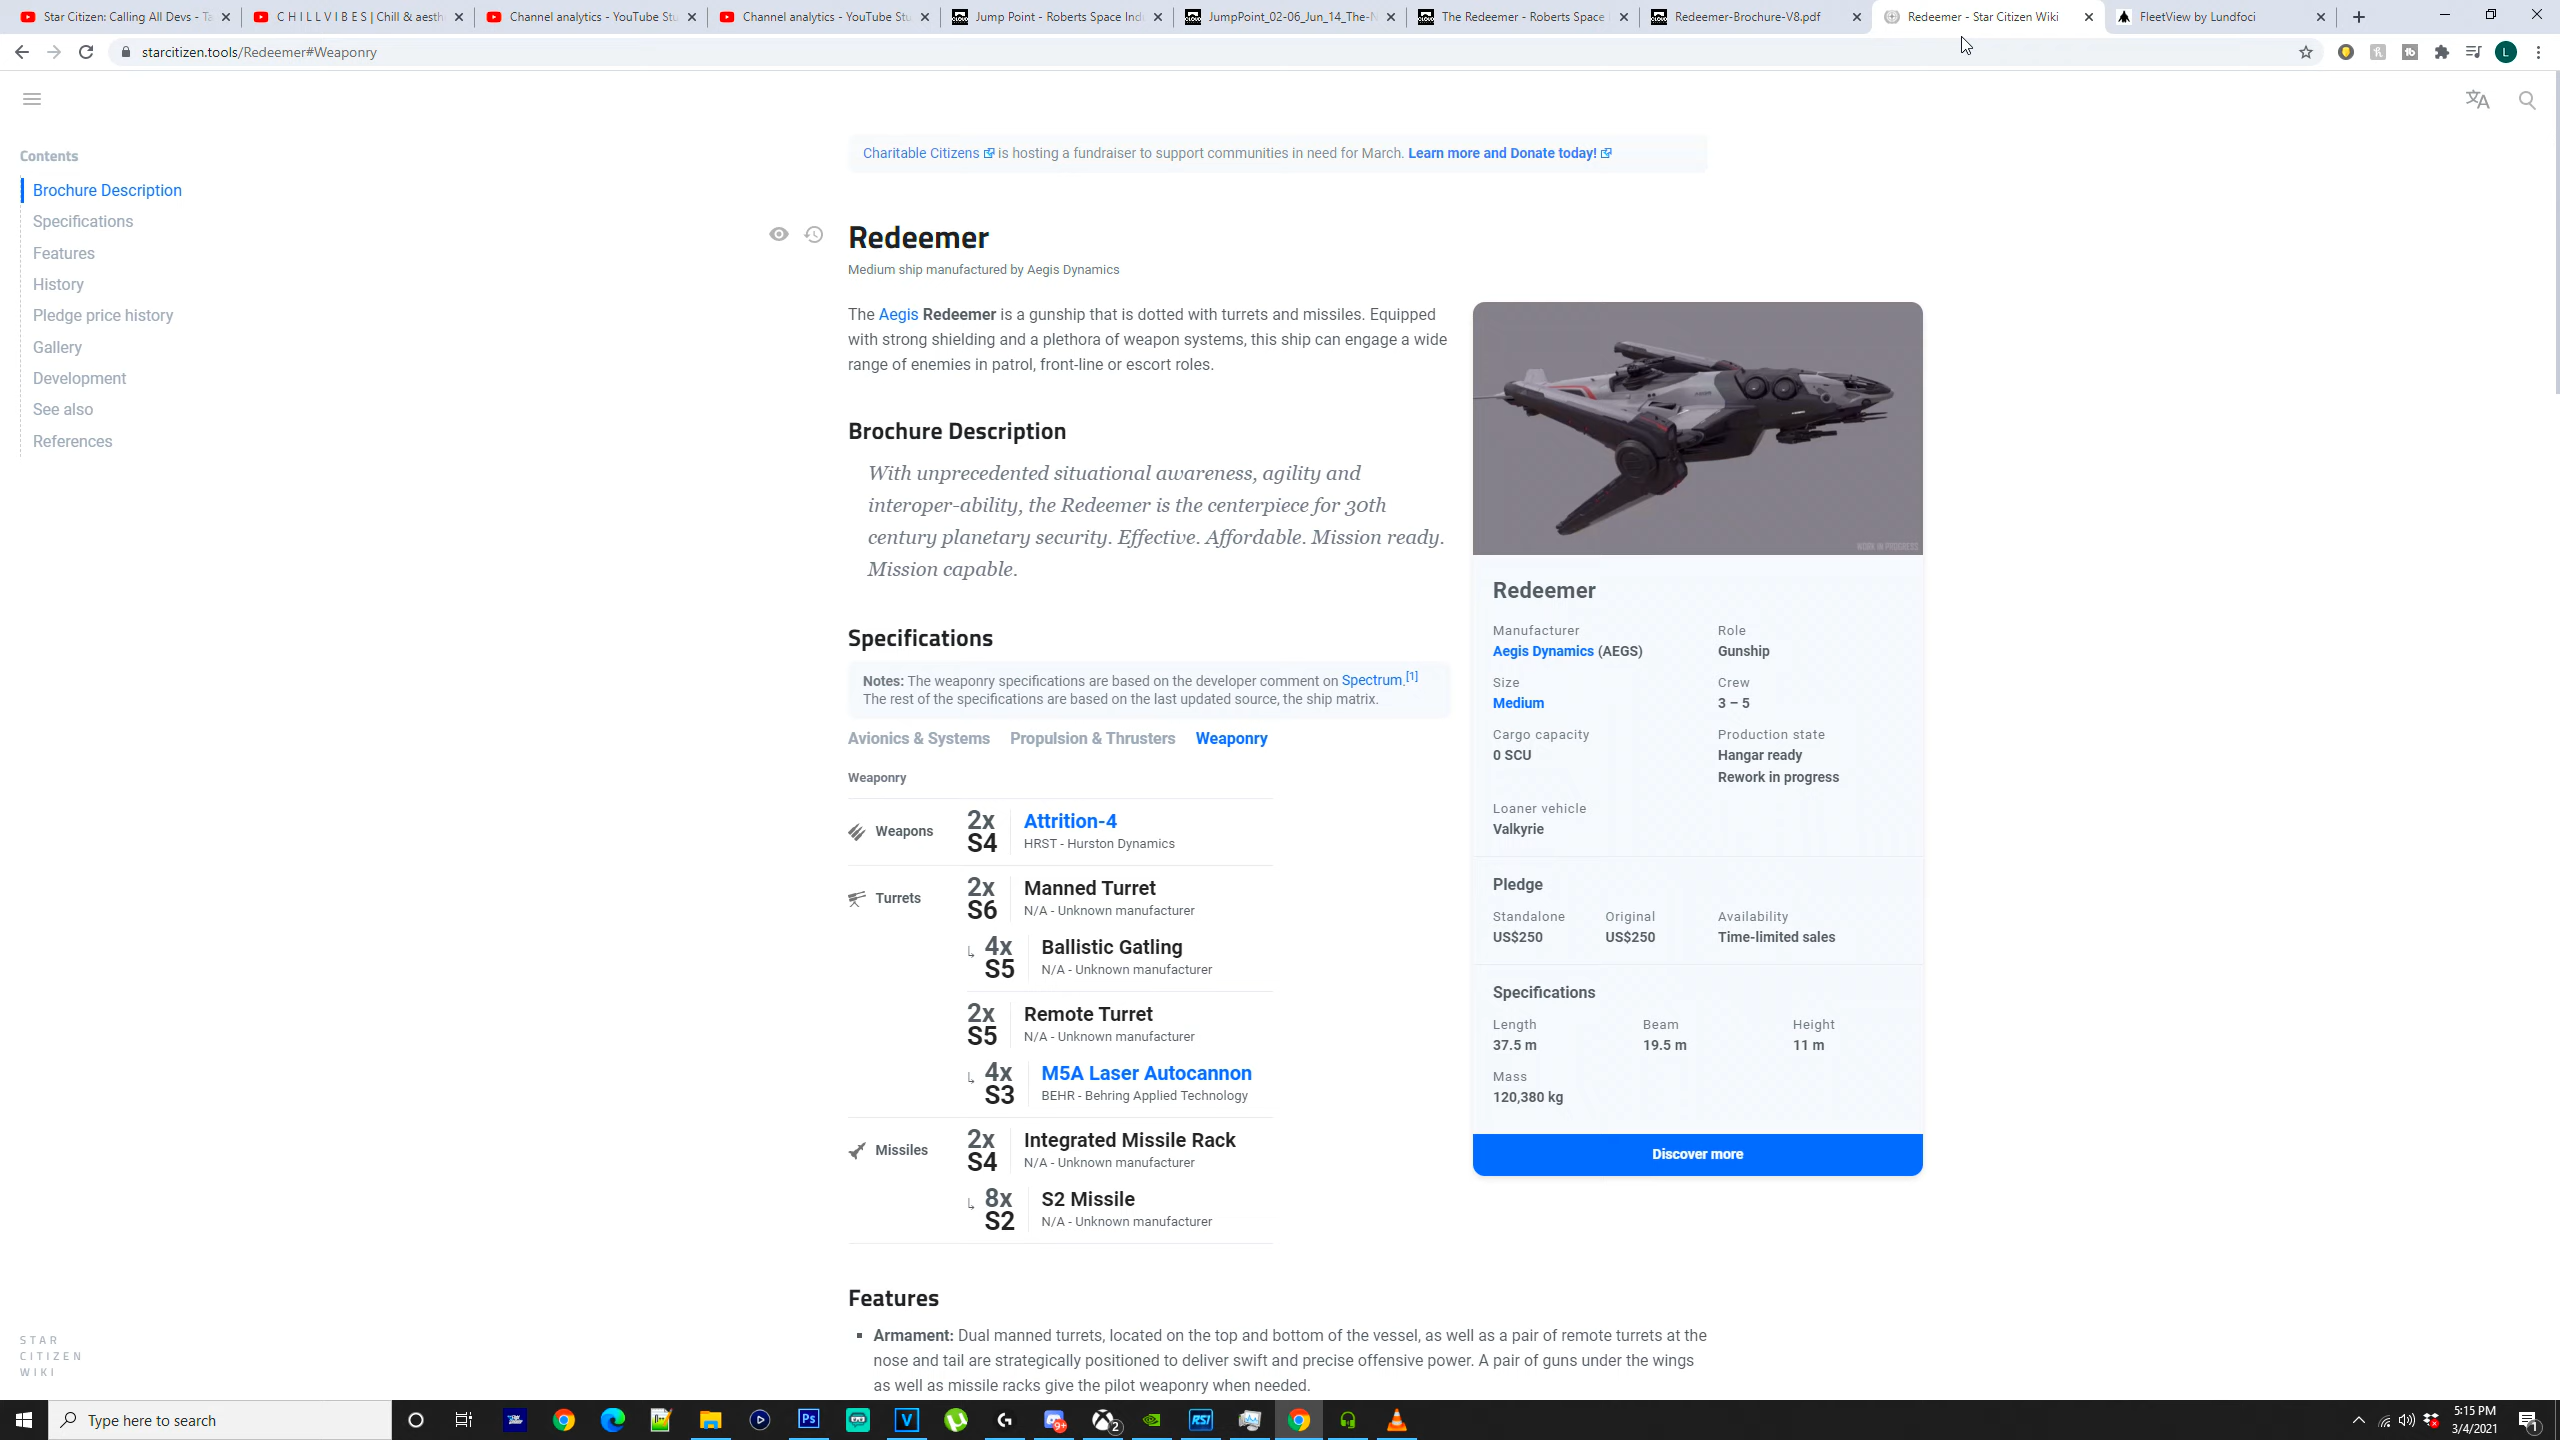 Star Citizen: Calling All Devs - Ta
C H I L L V I B E S | Chill & aesth
Channel analytics - YouTube Stu
Channel analytics - YouTube Stu
Jump Point - Roberts Space Ind
JumpPoint_02-06_Jun_14_The-N
The Redeemer - Roberts Space
Redeemer-Brochure-V8.pdf
Redeemer - Star Citizen Wiki
FleetView by Lundfoci
starcitizen.tools/Redeemer#Weaponry
L
Contents
Brochure Description
Specifications
Features
History
Pledge price history
Gallery
Development
See also
References
Charitable Citizens is hosting a fundraiser to support communities in need for March. Learn more and Donate today!
Redeemer
Medium ship manufactured by Aegis Dynamics
The Aegis Redeemer is a gunship that is dotted with turrets and missiles. Equipped
with strong shielding and a plethora of weapon systems, this ship can engage a wide
range of enemies in patrol, front-line or escort roles.
Brochure Description
With unprecedented situational awareness, agility and
interoper-ability, the Redeemer is the centerpiece for 30th
century planetary security. Effective. Affordable. Mission ready.
Mission capable.
Specifications
Notes: The weaponry specifications are based on the developer comment on Spectrum.[1]
The rest of the specifications are based on the last updated source, the ship matrix.
Avionics & Systems Propulsion & Thrusters Weaponry
Weaponry
Weapons
2x
S4
Attrition-4
HRST - Hurston Dynamics
Turrets
2x
S6
Manned Turret
N/A - Unknown manufacturer
4x
S5
Ballistic Gatling
N/A - Unknown manufacturer
2x
S5
Remote Turret
N/A - Unknown manufacturer
4x
S3
M5A Laser Autocannon
BEHR - Behring Applied Technology
Missiles
2x
S4
Integrated Missile Rack
N/A - Unknown manufacturer
8x
S2
S2 Missile
N/A - Unknown manufacturer
Features
Armament: Dual manned turrets, located on the top and bottom of the vessel, as well as a pair of remote turrets at the
nose and tail are strategically positioned to deliver swift and precise offensive power. A pair of guns under the wings
as well as missile racks give the pilot weaponry when needed.
WORK IN PROGRESS
Redeemer
Manufacturer
Aegis Dynamics (AEGS)
Role
Gunship
Size
Medium
Crew
3 – 5
Cargo capacity
0 SCU
Production state
Hangar ready
Rework in progress
Loaner vehicle
Valkyrie
Pledge
Standalone
US$250
Original
US$250
Availability
Time-limited sales
Specifications
Length
37.5 m
Beam
19.5 m
Height
11 m
Mass
120,380 kg
Discover more
STAR
CITIZEN
WIKI
Type here to search
Ps
V
9+
2
RSI
5:15 PM
3/4/2021
1